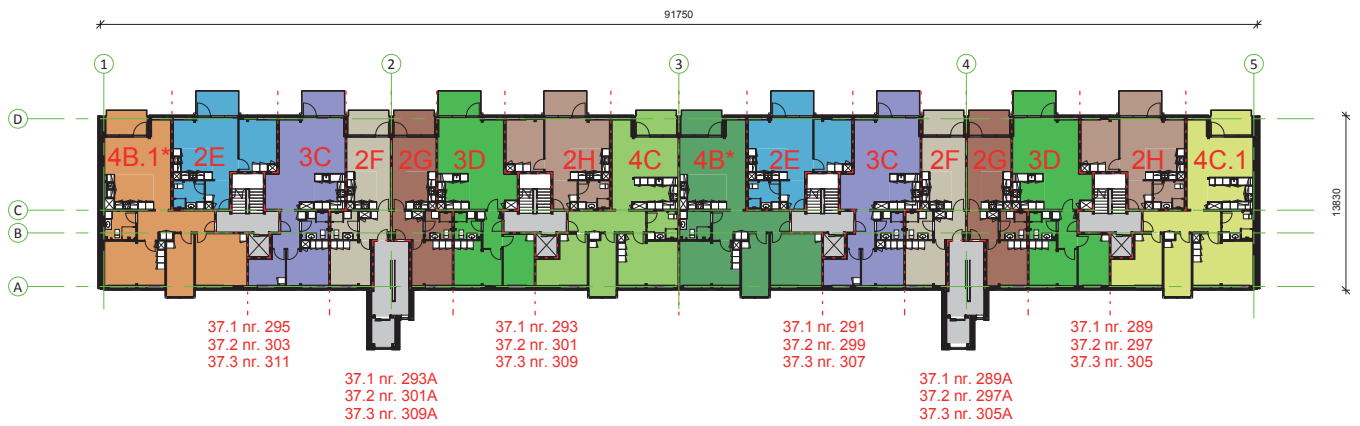 91750
1 2 3 4 5
D
4B.1* 2E 3C 2F 2G 3D 2H 4C 4B* 2E 3C 2F 2G 3D 2H 4C.1
13830
C
B
A
37.1 nr. 295
37.2 nr. 303
37.3 nr. 311
37.1 nr. 293
37.2 nr. 301
37.3 nr. 309
37.1 nr. 291
37.2 nr. 299
37.3 nr. 307
37.1 nr. 289
37.2 nr. 297
37.3 nr. 305
37.1 nr. 293A
37.2 nr. 301A
37.3 nr. 309A
37.1 nr. 289A
37.2 nr. 297A
37.3 nr. 305A